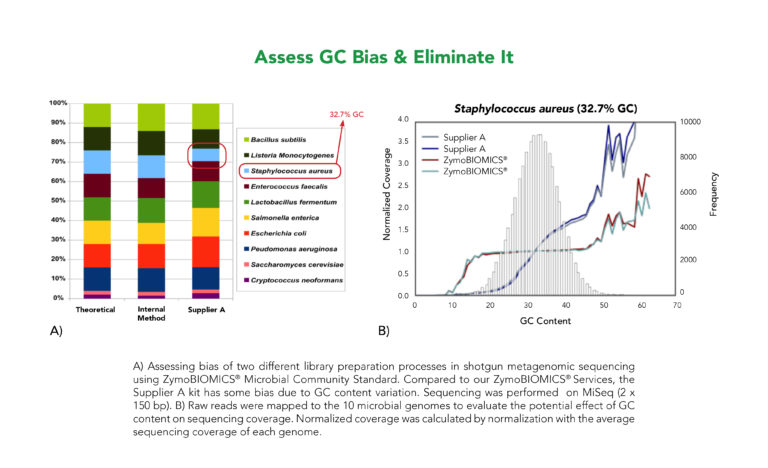 Assess GC Bias & Eliminate It
100%
90%
80%
70%
60%
50%
40%
30%
20%
10%
0%
Theoretical
Internal
Method
Supplier A
32.7% GC
Bacillus subtilis
Listeria Monocytogenes
Staphylococcus aureus
Enterococcus faecalis
Lactobacillus fermentum
Salmonella enterica
Escherichia coli
Peudomonas aeruginosa
Saccharomyces cerevisiae
Cryptococcus neoformans
A)
Staphylococcus aureus (32.7% GC)
Normalized Coverage
4.0
3.5
3.0
2.5
2.0
1.5
1.0
0.5
0.0
Supplier A
Supplier A
ZymoBIOMICS®
ZymoBIOMICS®
10000
8000
6000
4000
2000
0
Frequency
0 10 20 30 40 50 60 70
GC Content
B)
A) Assessing bias of two different library preparation processes in shotgun metagenomic sequencing
using ZymoBIOMICS® Microbial Community Standard. Compared to our ZymoBIOMICS® Services, the
Supplier A kit has some bias due to GC content variation. Sequencing was performed on MiSeq (2 x
150 bp). B) Raw reads were mapped to the 10 microbial genomes to evaluate the potential effect of GC
content on sequencing coverage. Normalized coverage was calculated by normalization with the average
sequencing coverage of each genome.